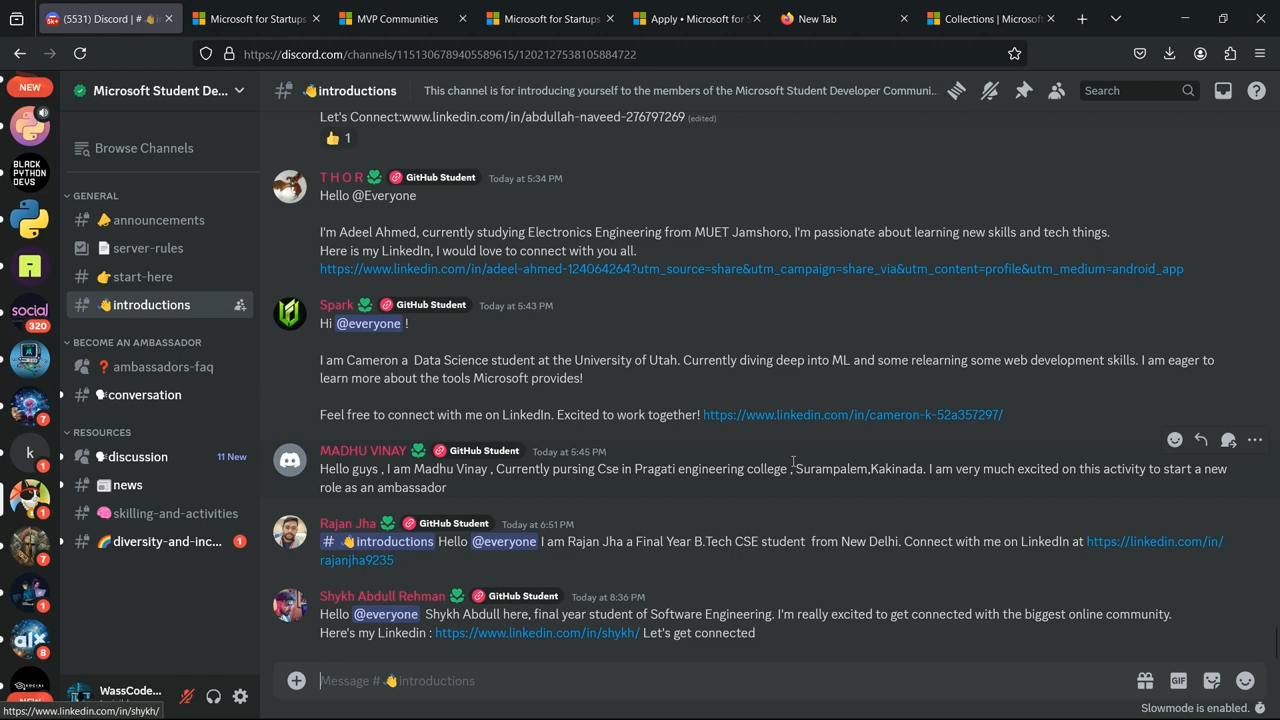 (5531) Discord | #
Microsoft for Startups
MVP Communities
Microsoft for Startups
Apply • Microsoft for S
New Tab
Collections | Microsoft
https://discord.com/channels/1151306789405589615/1202127538105884722
NEW
Microsoft Student De...
👋introductions
This channel is for introducing yourself to the members of the Microsoft Student Developer Communi...
Search
Browse Channels
GENERAL
📣announcements
📄server-rules
👉start-here
👋introductions
BECOME AN AMBASSADOR
❓ambassadors-faq
🗣conversation
RESOURCES
🗣discussion
11 New
📰news
🧠skilling-and-activities
🌈diversity-and-inc...
1
BLACK
PYTHON
DEVS
social
320
7
k
1
1
7
1
alx
8
SOCIAL
NEW
Let's Connect:www.linkedin.com/in/abdullah-naveed-276797269 (edited)
👍 1
T H O R GitHub Student Today at 5:34 PM
Hello @Everyone
I'm Adeel Ahmed, currently studying Electronics Engineering from MUET Jamshoro, I'm passionate about learning new skills and tech things.
Here is my LinkedIn, I would love to connect with you all.
https://www.linkedin.com/in/adeel-ahmed-124064264?utm_source=share&utm_campaign=share_via&utm_content=profile&utm_medium=android_app
Spark GitHub Student Today at 5:43 PM
Hi @everyone !
I am Cameron a Data Science student at the University of Utah. Currently diving deep into ML and some relearning some web development skills. I am eager to
learn more about the tools Microsoft provides!
Feel free to connect with me on LinkedIn. Excited to work together! https://www.linkedin.com/in/cameron-k-52a357297/
MADHU VINAY GitHub Student Today at 5:45 PM
Hello guys , I am Madhu Vinay , Currently pursing Cse in Pragati engineering college , Surampalem,Kakinada. I am very much excited on this activity to start a new
role as an ambassador
Rajan Jha GitHub Student Today at 6:51 PM
# 👋introductions Hello @everyone I am Rajan Jha a Final Year B.Tech CSE student from New Delhi. Connect with me on LinkedIn at https://linkedin.com/in/
rajanjha9235
Shykh Abdull Rehman GitHub Student Today at 8:36 PM
Hello @everyone Shykh Abdull here, final year student of Software Engineering. I'm really excited to get connected with the biggest online community.
Here's my Linkedin : https://www.linkedin.com/in/shykh/ Let's get connected
Message # 👋introductions
GIF
WassCode...
https://www.linkedin.com/in/shykh/
Slowmode is enabled.